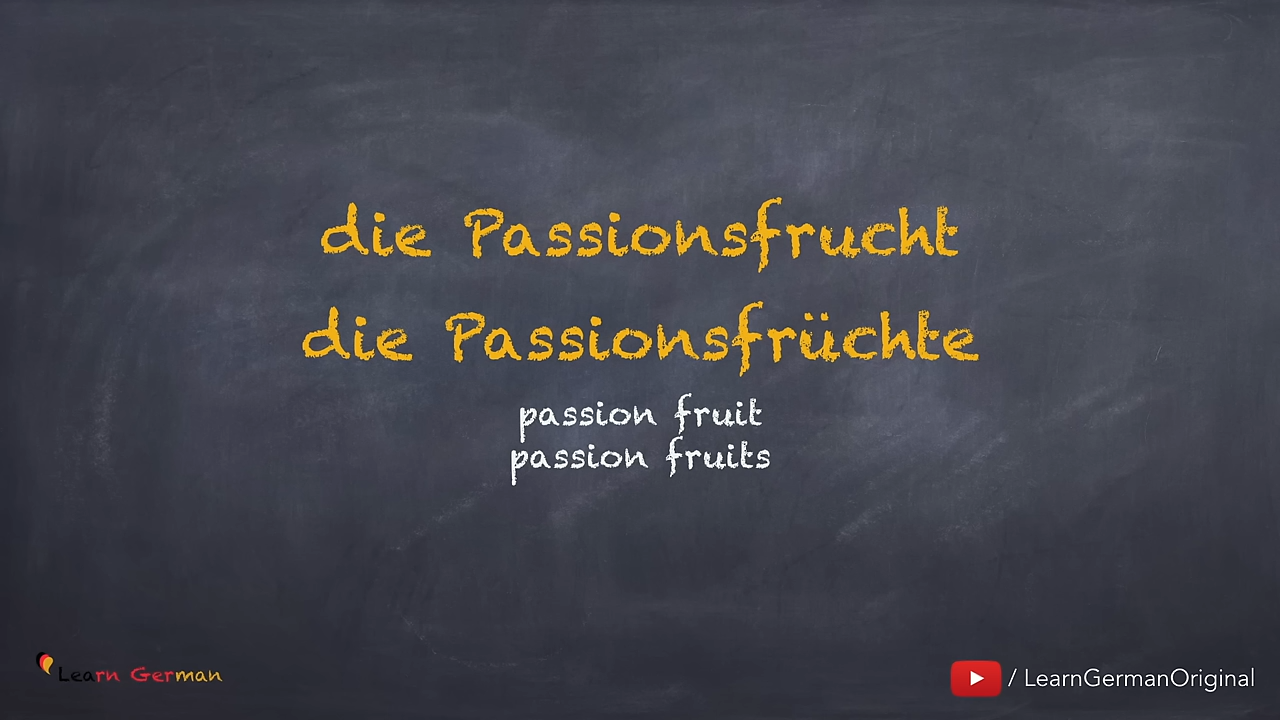 die Passionsfrucht
die Passionsfrüchte
passion fruit
passion fruits
Learn German
/ LearnGermanOriginal